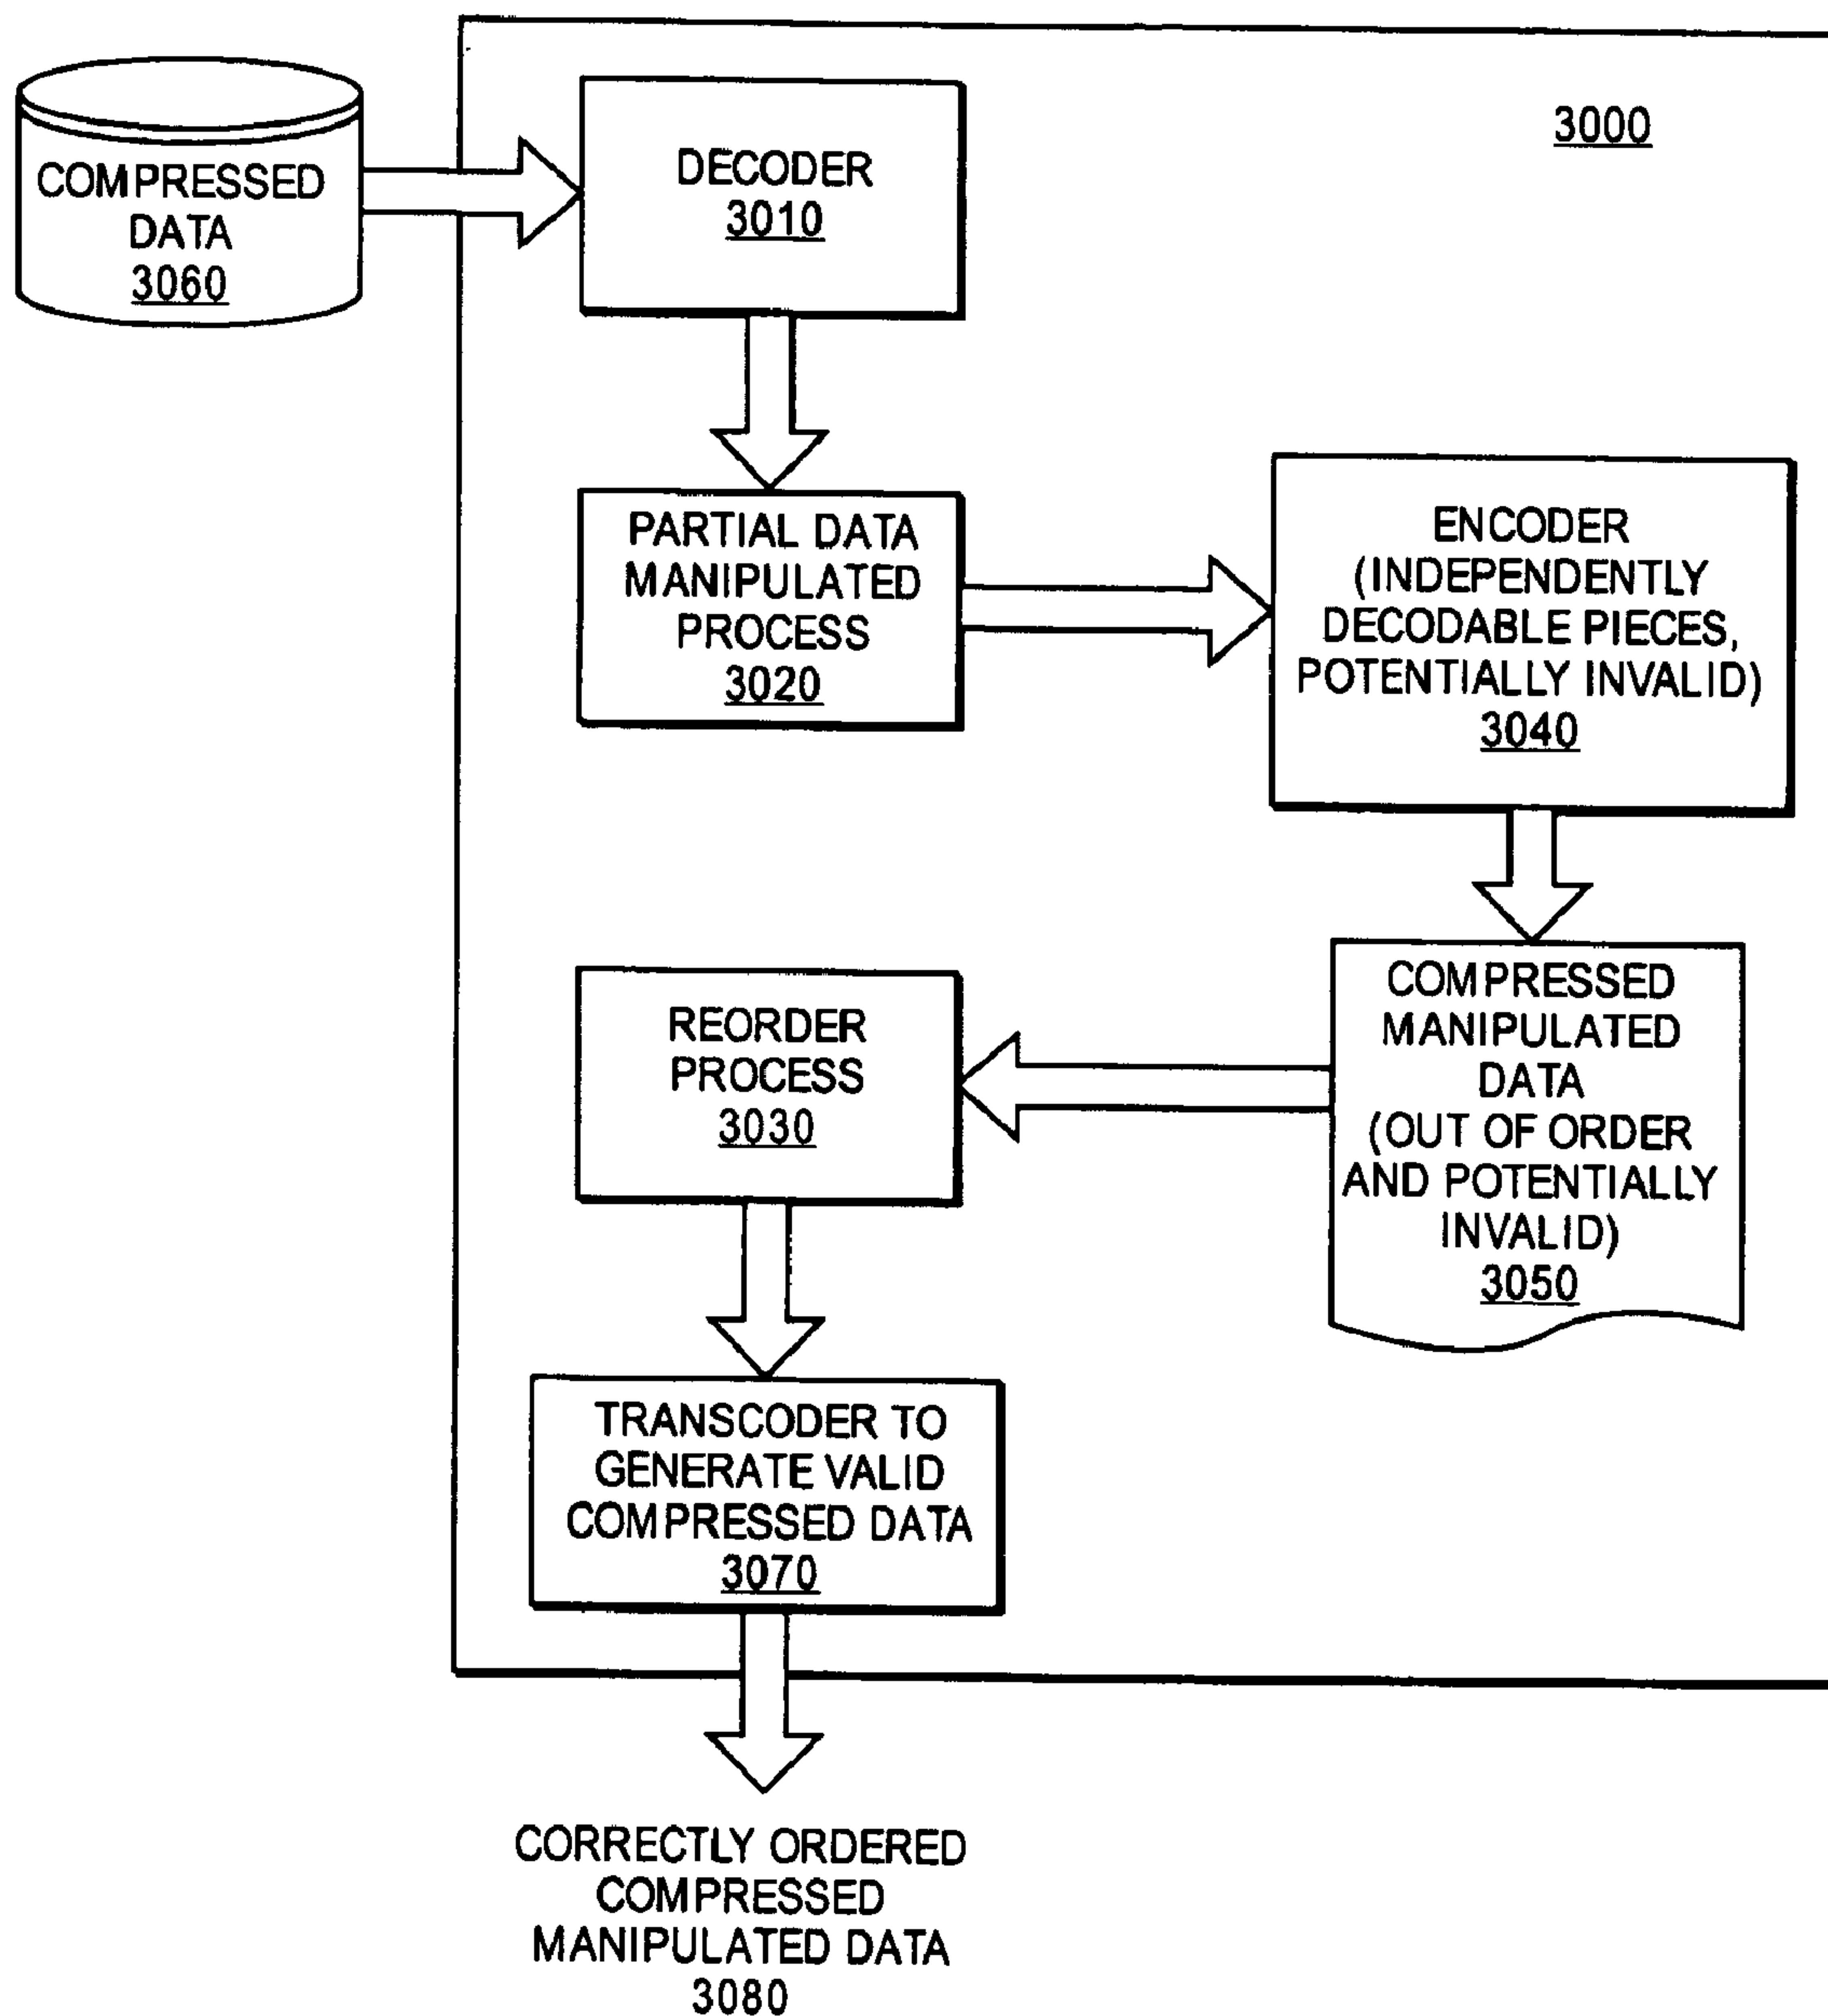 3000
COMPRESSED
DATA
3060
DECODER
3010
PARTIAL DATA
MANIPULATED
PROCESS
3020
ENCODER
(INDEPENDENTLY
DECODABLE PIECES,
POTENTIALLY INVALID)
3040
COMPRESSED
MANIPULATED
DATA
(OUT OF ORDER
AND POTENTIALLY
INVALID)
3050
REORDER
PROCESS
3030
TRANSCODER TO
GENERATE VALID
COMPRESSED DATA
3070
CORRECTLY ORDERED
COMPRESSED
MANIPULATED DATA
3080